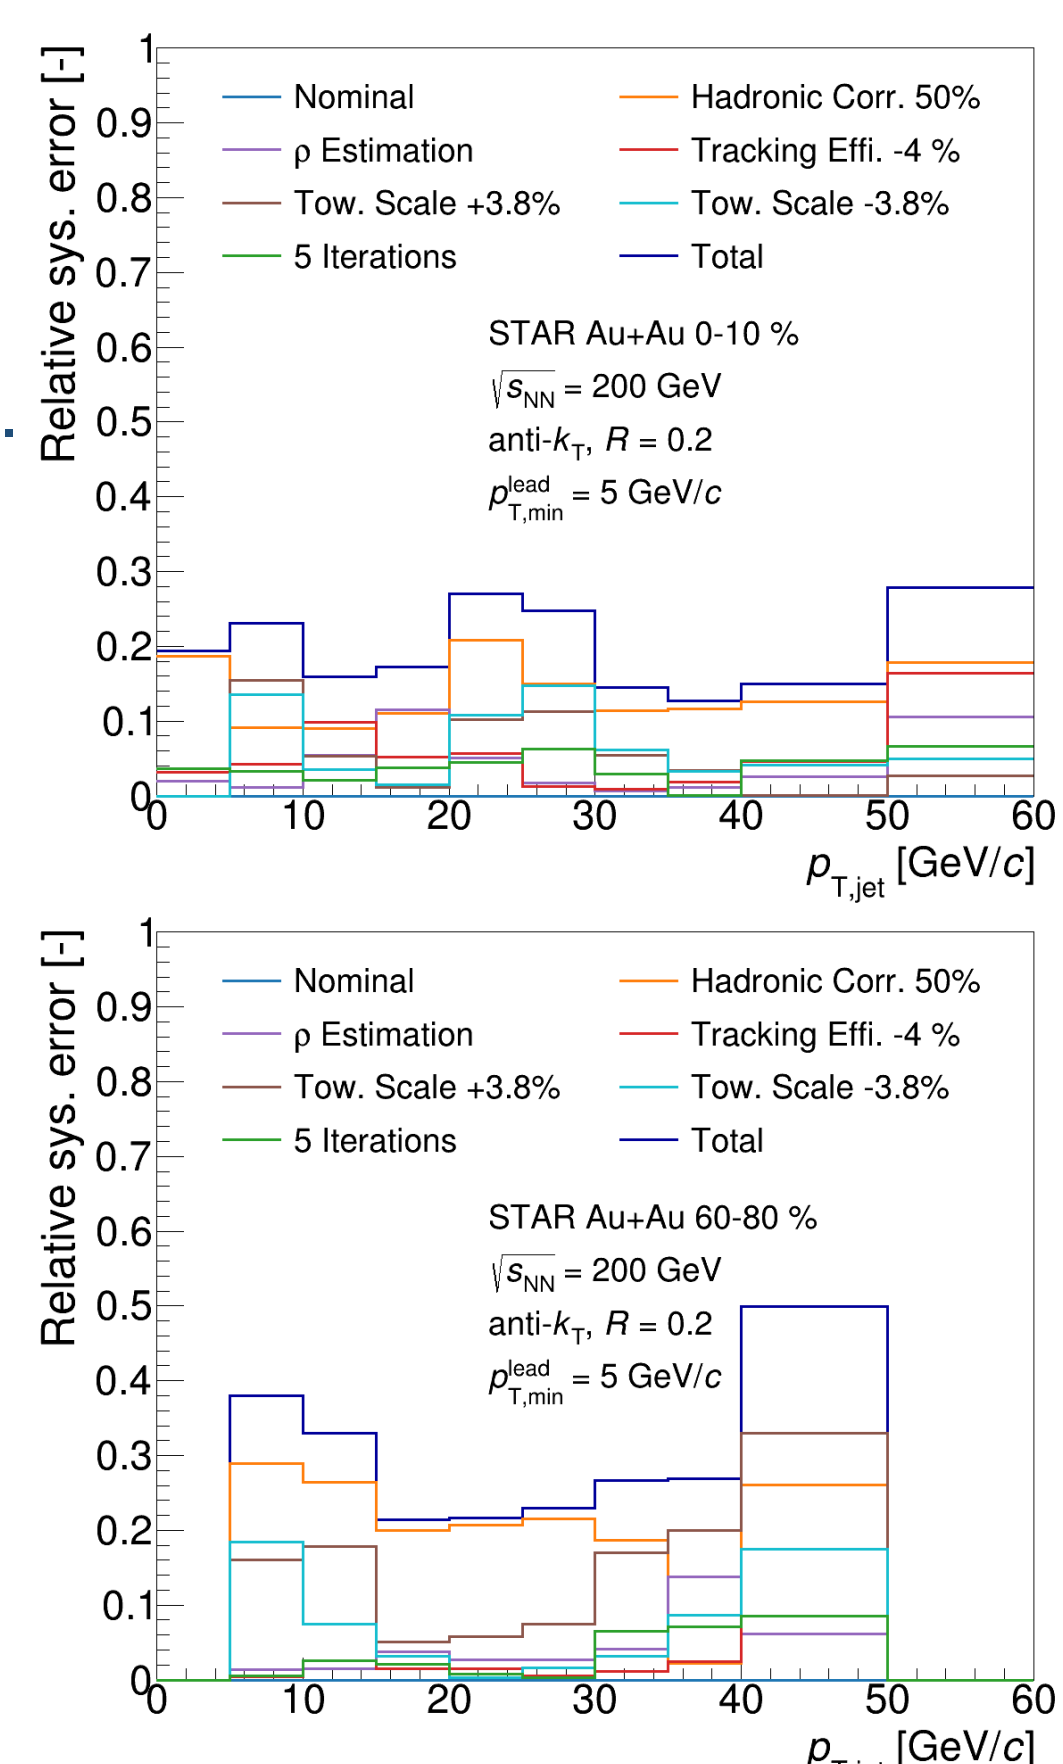 Relative sys. error [-]
1
0.9
0.8
0.7
0.6
0.5
0.4
0.3
0.2
0.1
0
Nominal
Hadronic Corr. 50%
ρ Estimation
Tracking Effi. -4 %
Tow. Scale +3.8%
Tow. Scale -3.8%
5 Iterations
Total
STAR Au+Au 0-10 %
√sNN = 200 GeV
anti-kT, R = 0.2
pT,min lead = 5 GeV/c
0 10 20 30 40 50 60
pT,jet [GeV/c]
Relative sys. error [-]
1
0.9
0.8
0.7
0.6
0.5
0.4
0.3
0.2
0.1
0
Nominal
Hadronic Corr. 50%
ρ Estimation
Tracking Effi. -4 %
Tow. Scale +3.8%
Tow. Scale -3.8%
5 Iterations
Total
STAR Au+Au 60-80 %
√sNN = 200 GeV
anti-kT, R = 0.2
pT,min lead = 5 GeV/c
0 10 20 30 40 50 60
pT,jet [GeV/c]